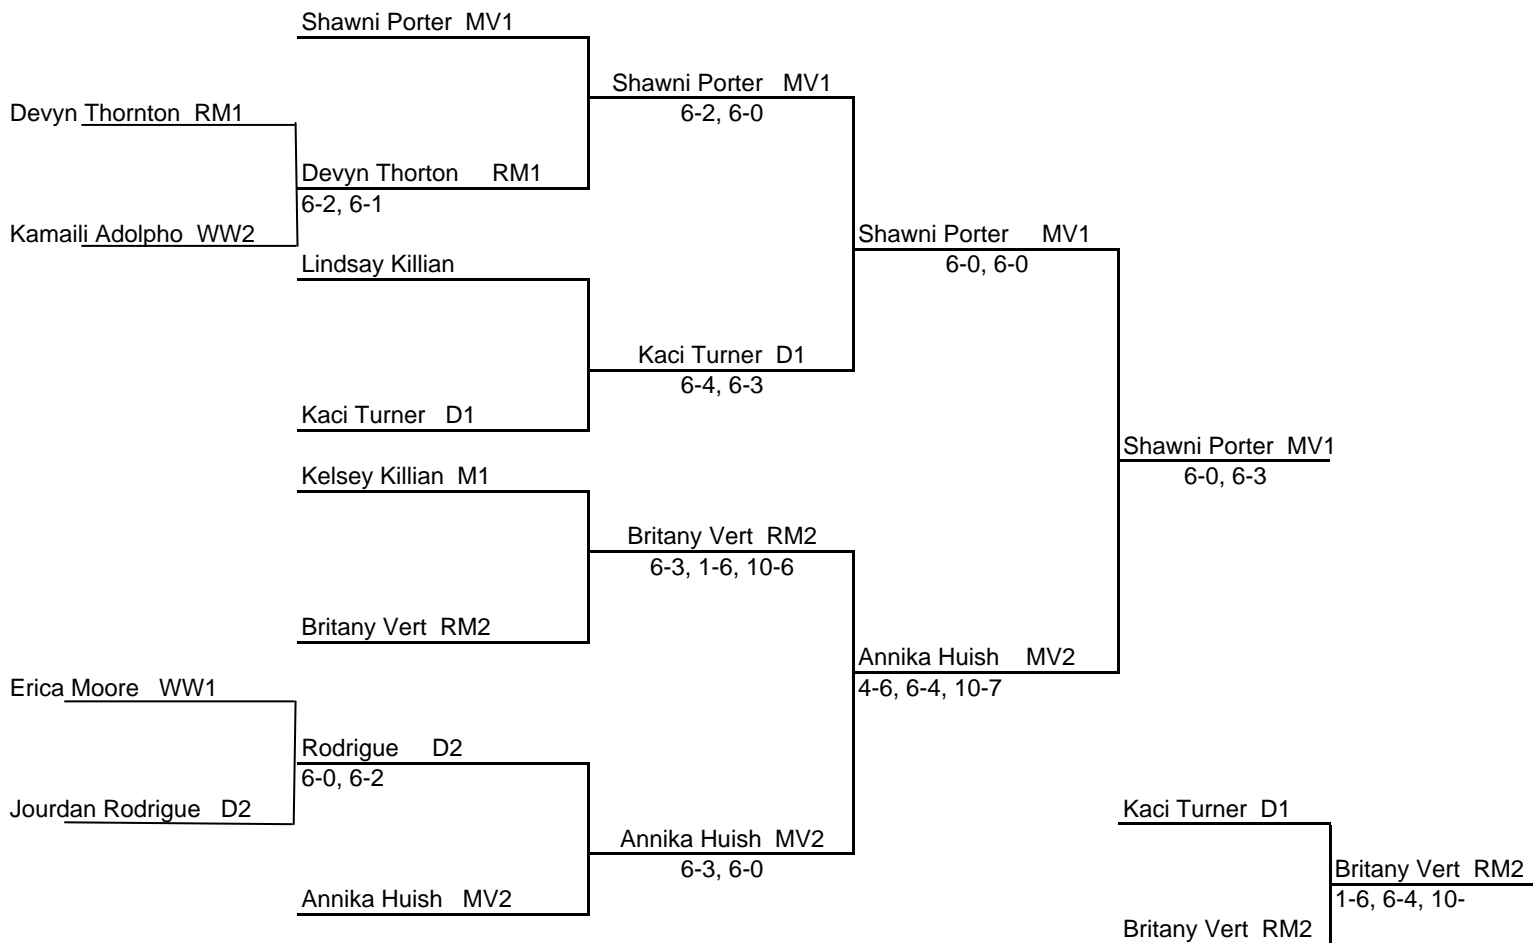 Shawni Porter MV1
Shawni Porter MV1
6-2, 6-0
Devyn Thornton RM1
Devyn Thorton RM1
6-2, 6-1
Kamaili Adolpho WW2
Shawni Porter MV1
6-0, 6-0
Lindsay Killian
Kaci Turner D1
6-4, 6-3
Kaci Turner D1
Shawni Porter MV1
6-0, 6-3
Kelsey Killian M1
Britany Vert RM2
6-3, 1-6, 10-6
Britany Vert RM2
Annika Huish MV2
4-6, 6-4, 10-7
Erica Moore WW1
Rodrigue D2
6-0, 6-2
Jourdan Rodrigue D2
Kaci Turner D1
Annika Huish MV2
6-3, 6-0
Britany Vert RM2
1-6, 6-4, 10-
Annika Huish MV2
Britany Vert RM2